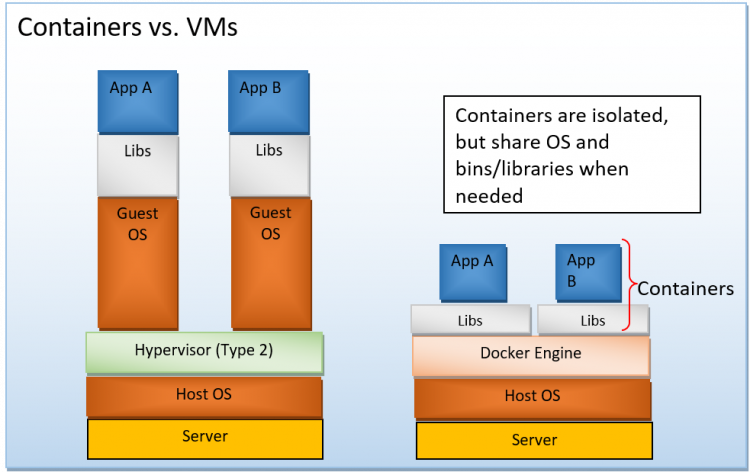 Containers vs. VMs
App A
App B
Libs
Libs
Guest
OS
Guest
OS
Hypervisor (Type 2)
Host OS
Server
Containers are isolated,
but share OS and
bins/libraries when
needed
App A
App
B
Containers
Libs
Libs
Docker Engine
Host OS
Server